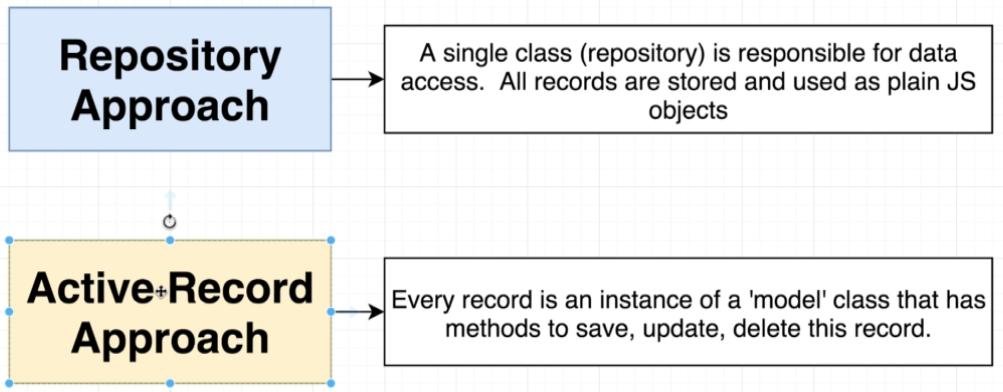 Repository
Approach
A single class (repository) is responsible for data
access.  All records are stored and used as plain JS
objects
Active Record
Approach
Every record is an instance of a 'model' class that has
methods to save, update, delete this record.